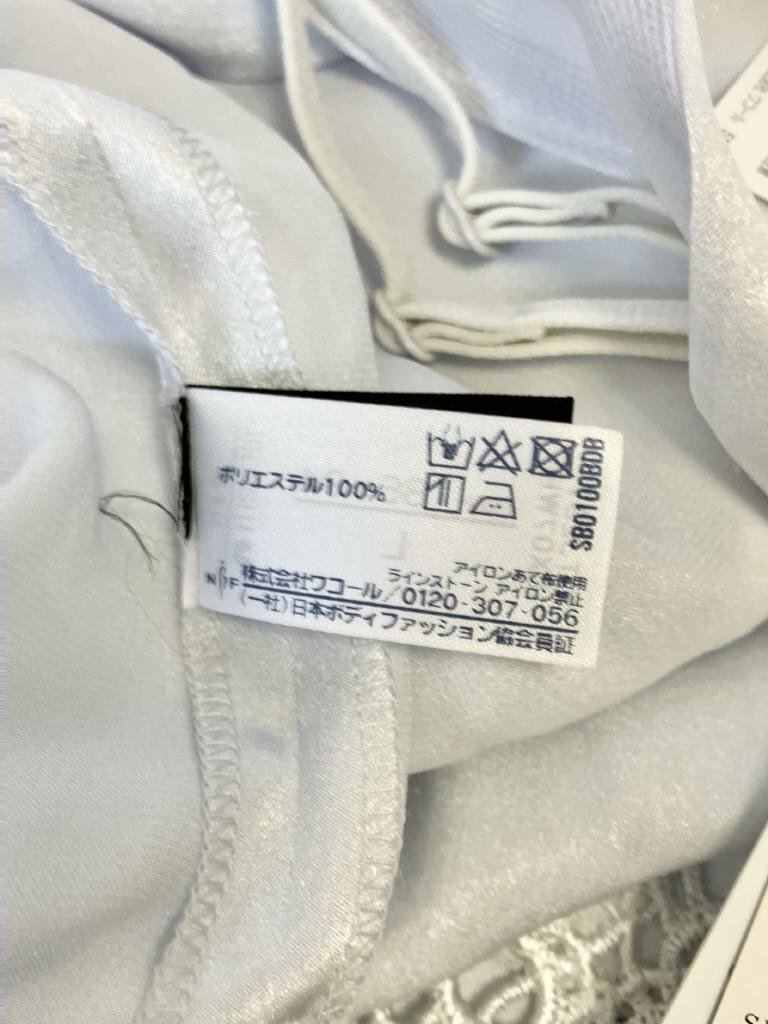 ポリエステル100%
SB0100BDB
アイロンあて布使用
ラインストーン アイロン禁止
N F 株式会社ワコール/0120-307-056
(一社)日本ボディファッション協会員証